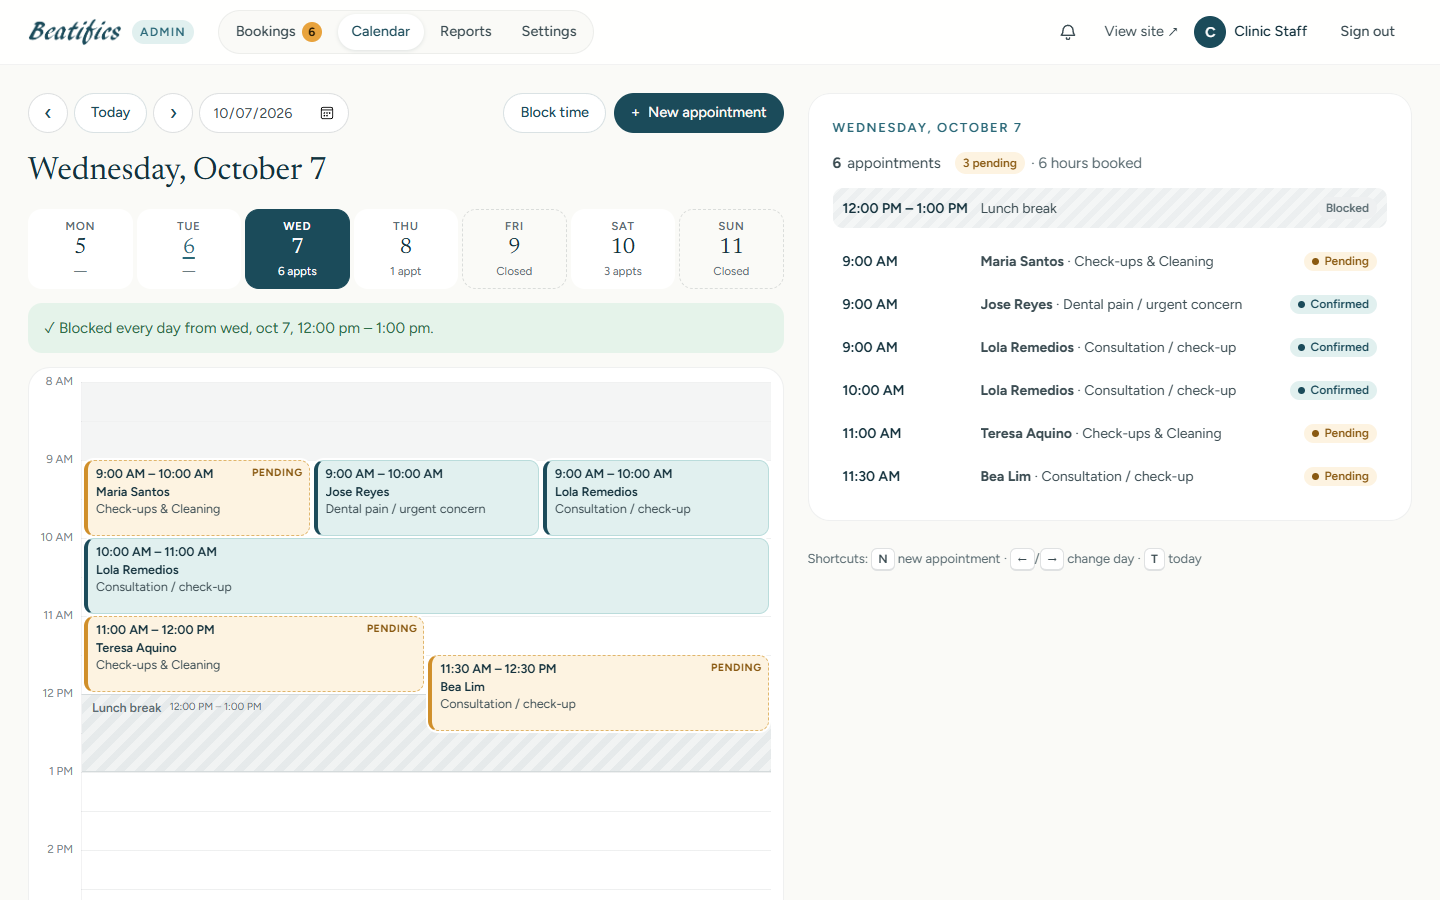 Beatifics ADMIN Bookings 6 Calendar Reports Settings View site ↗ C Clinic Staff Sign out
‹ Today › 10/07/2026 Block time + New appointment
Wednesday, October 7
MON TUE WED THU FRI SAT SUN
5 6 7 8 9 10 11
— — 6 appts 1 appt Closed 3 appts Closed
✓ Blocked every day from wed, oct 7, 12:00 pm – 1:00 pm.
8 AM
9 AM
9:00 AM – 10:00 AM PENDING
Maria Santos
Check-ups & Cleaning
9:00 AM – 10:00 AM
Jose Reyes
Dental pain / urgent concern
9:00 AM – 10:00 AM
Lola Remedios
Consultation / check-up
10 AM
10:00 AM – 11:00 AM
Lola Remedios
Consultation / check-up
11 AM
11:00 AM – 12:00 PM PENDING
Teresa Aquino
Check-ups & Cleaning
11:30 AM – 12:30 PM PENDING
Bea Lim
Consultation / check-up
12 PM
Lunch break 12:00 PM – 1:00 PM
1 PM
2 PM
WEDNESDAY, OCTOBER 7
6 appointments 3 pending · 6 hours booked
12:00 PM – 1:00 PM Lunch break Blocked
9:00 AM Maria Santos · Check-ups & Cleaning Pending
9:00 AM Jose Reyes · Dental pain / urgent concern Confirmed
9:00 AM Lola Remedios · Consultation / check-up Confirmed
10:00 AM Lola Remedios · Consultation / check-up Confirmed
11:00 AM Teresa Aquino · Check-ups & Cleaning Pending
11:30 AM Bea Lim · Consultation / check-up Pending
Shortcuts: N new appointment · ←/→ change day · T today